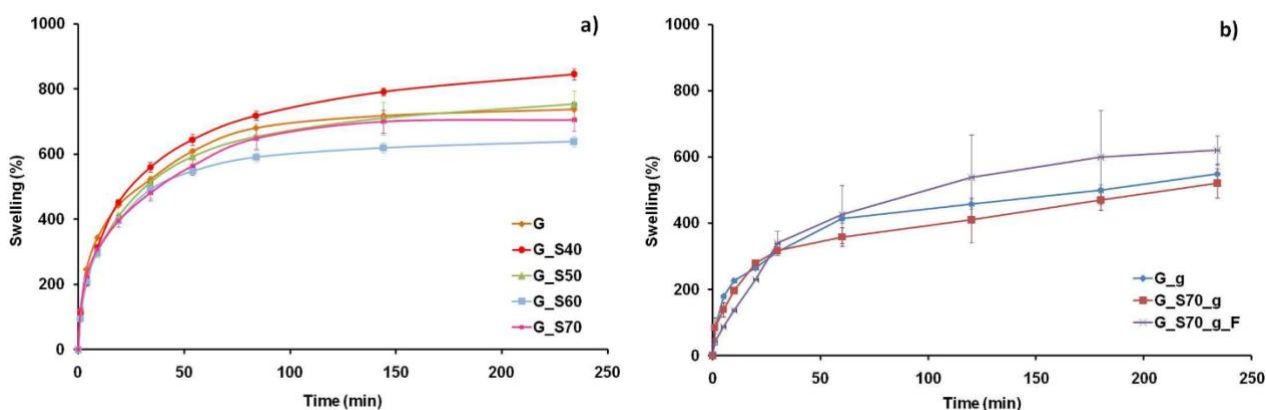 a)
Swelling (%)
1000
800
600
400
200
0
0 50 100 150 200 250
Time (min)
G
G_S40
G_S50
G_S60
G_S70
b)
Swelling (%)
1000
800
600
400
200
0
0 50 100 150 200 250
Time (min)
G_g
G_S70_g
G_S70_g_F